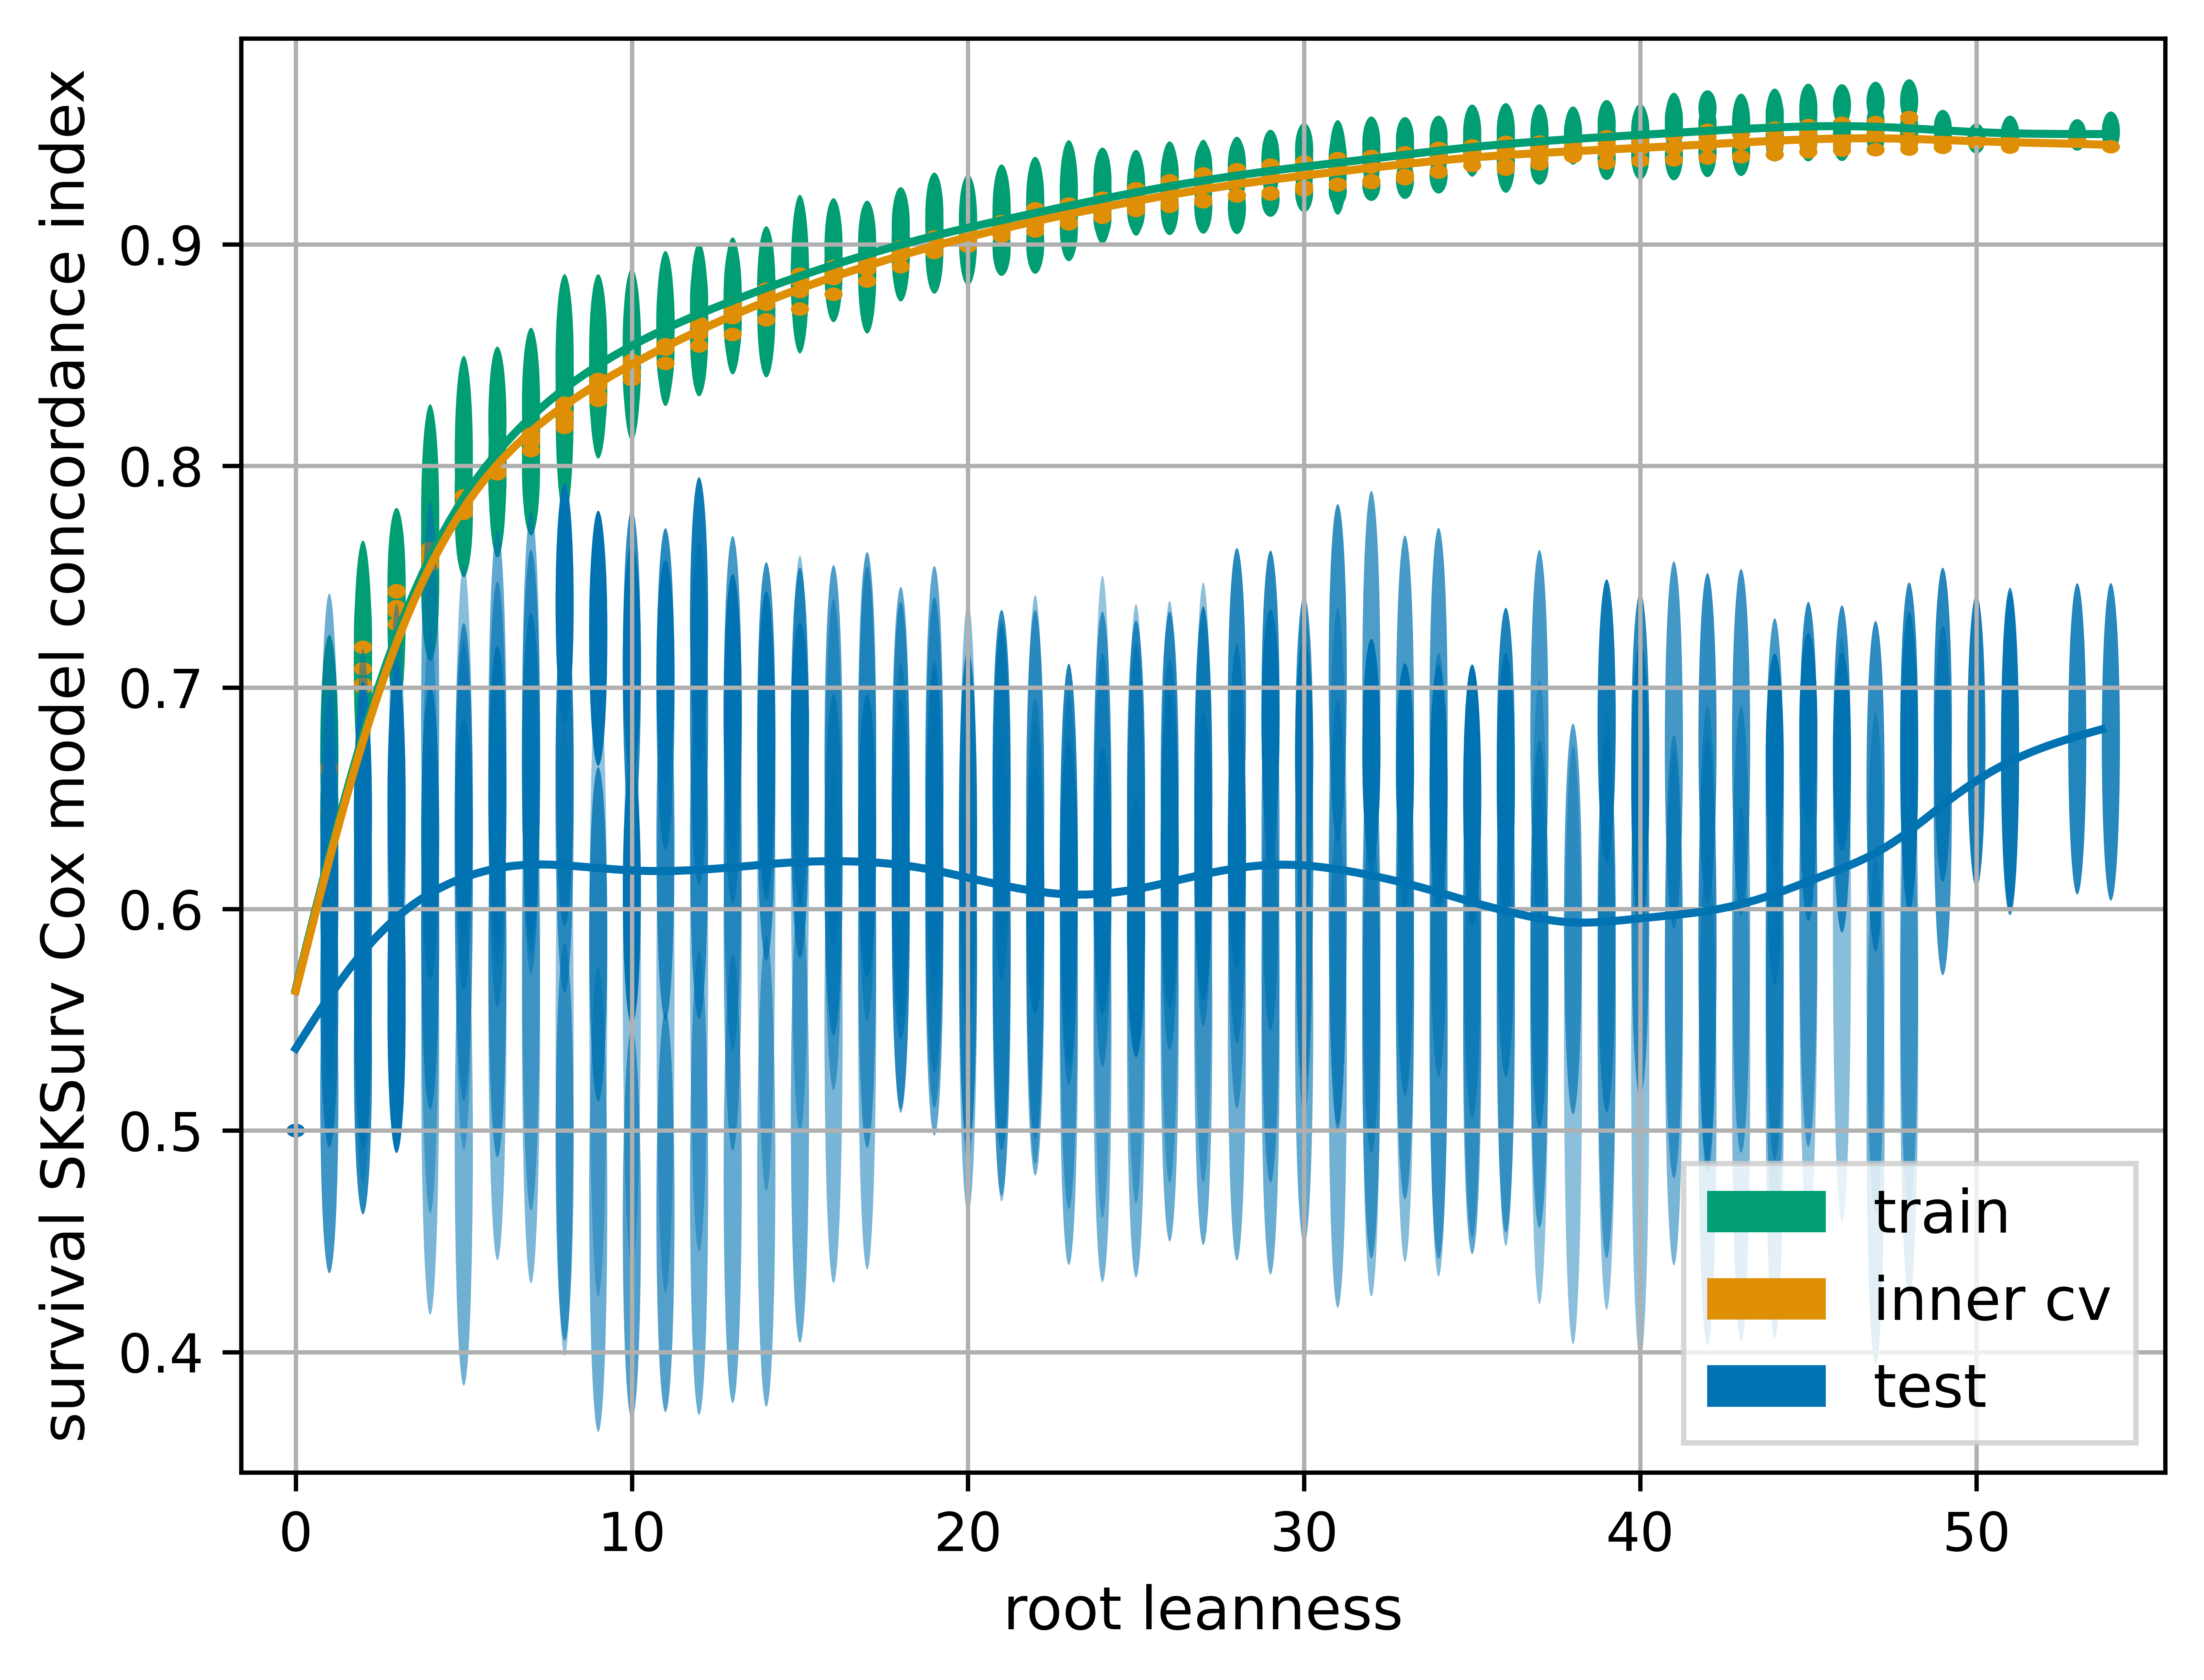 survival SKSurv Cox model concordance index
0.9
0.8
0.7
0.6
0.5
0.4
0
10
20
30
40
50
root leanness
train
inner cv
test